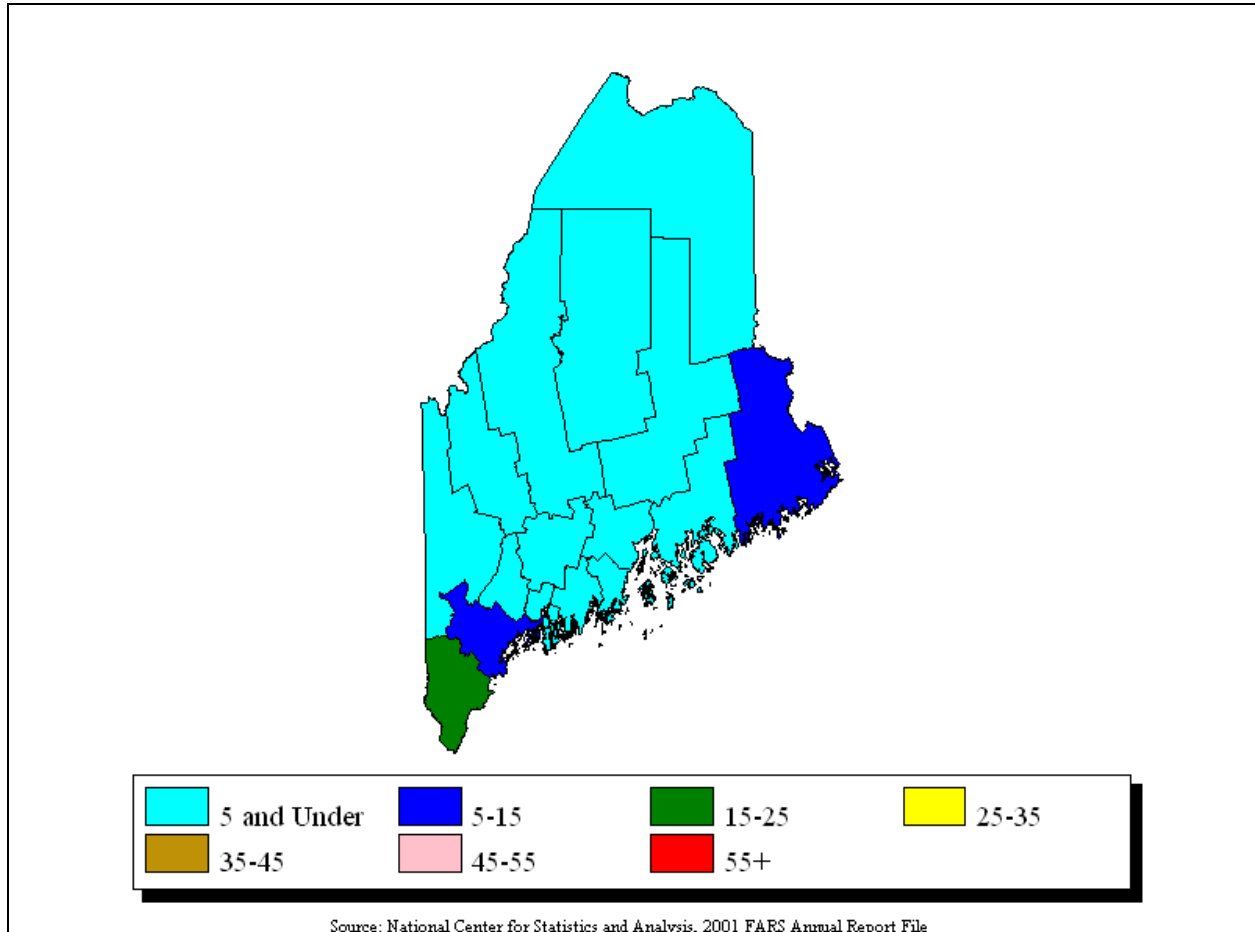 5 and Under 5-15 15-25 25-35
35-45 45-55 55+
Source: National Center for Statistics and Analysis, 2001 FARS Annual Report File